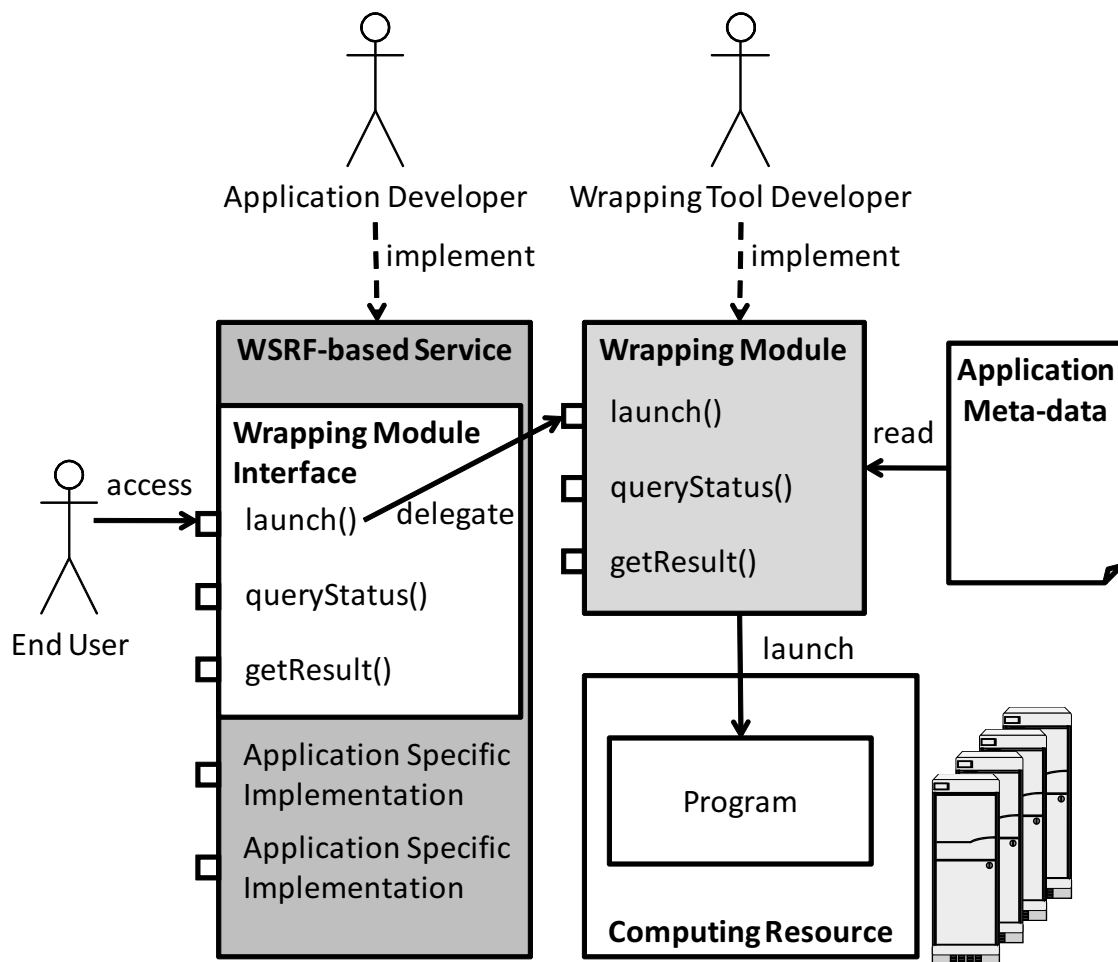 Application Developer
Wrapping Tool Developer
implement
implement
WSRF-based Service
Wrapping Module
Application
Meta-data
Wrapping Module
Interface
launch()
read
access
launch()
delegate
queryStatus()
queryStatus()
getResult()
End User
getResult()
launch
Application Specific
Implementation
Program
Application Specific
Implementation
Computing Resource